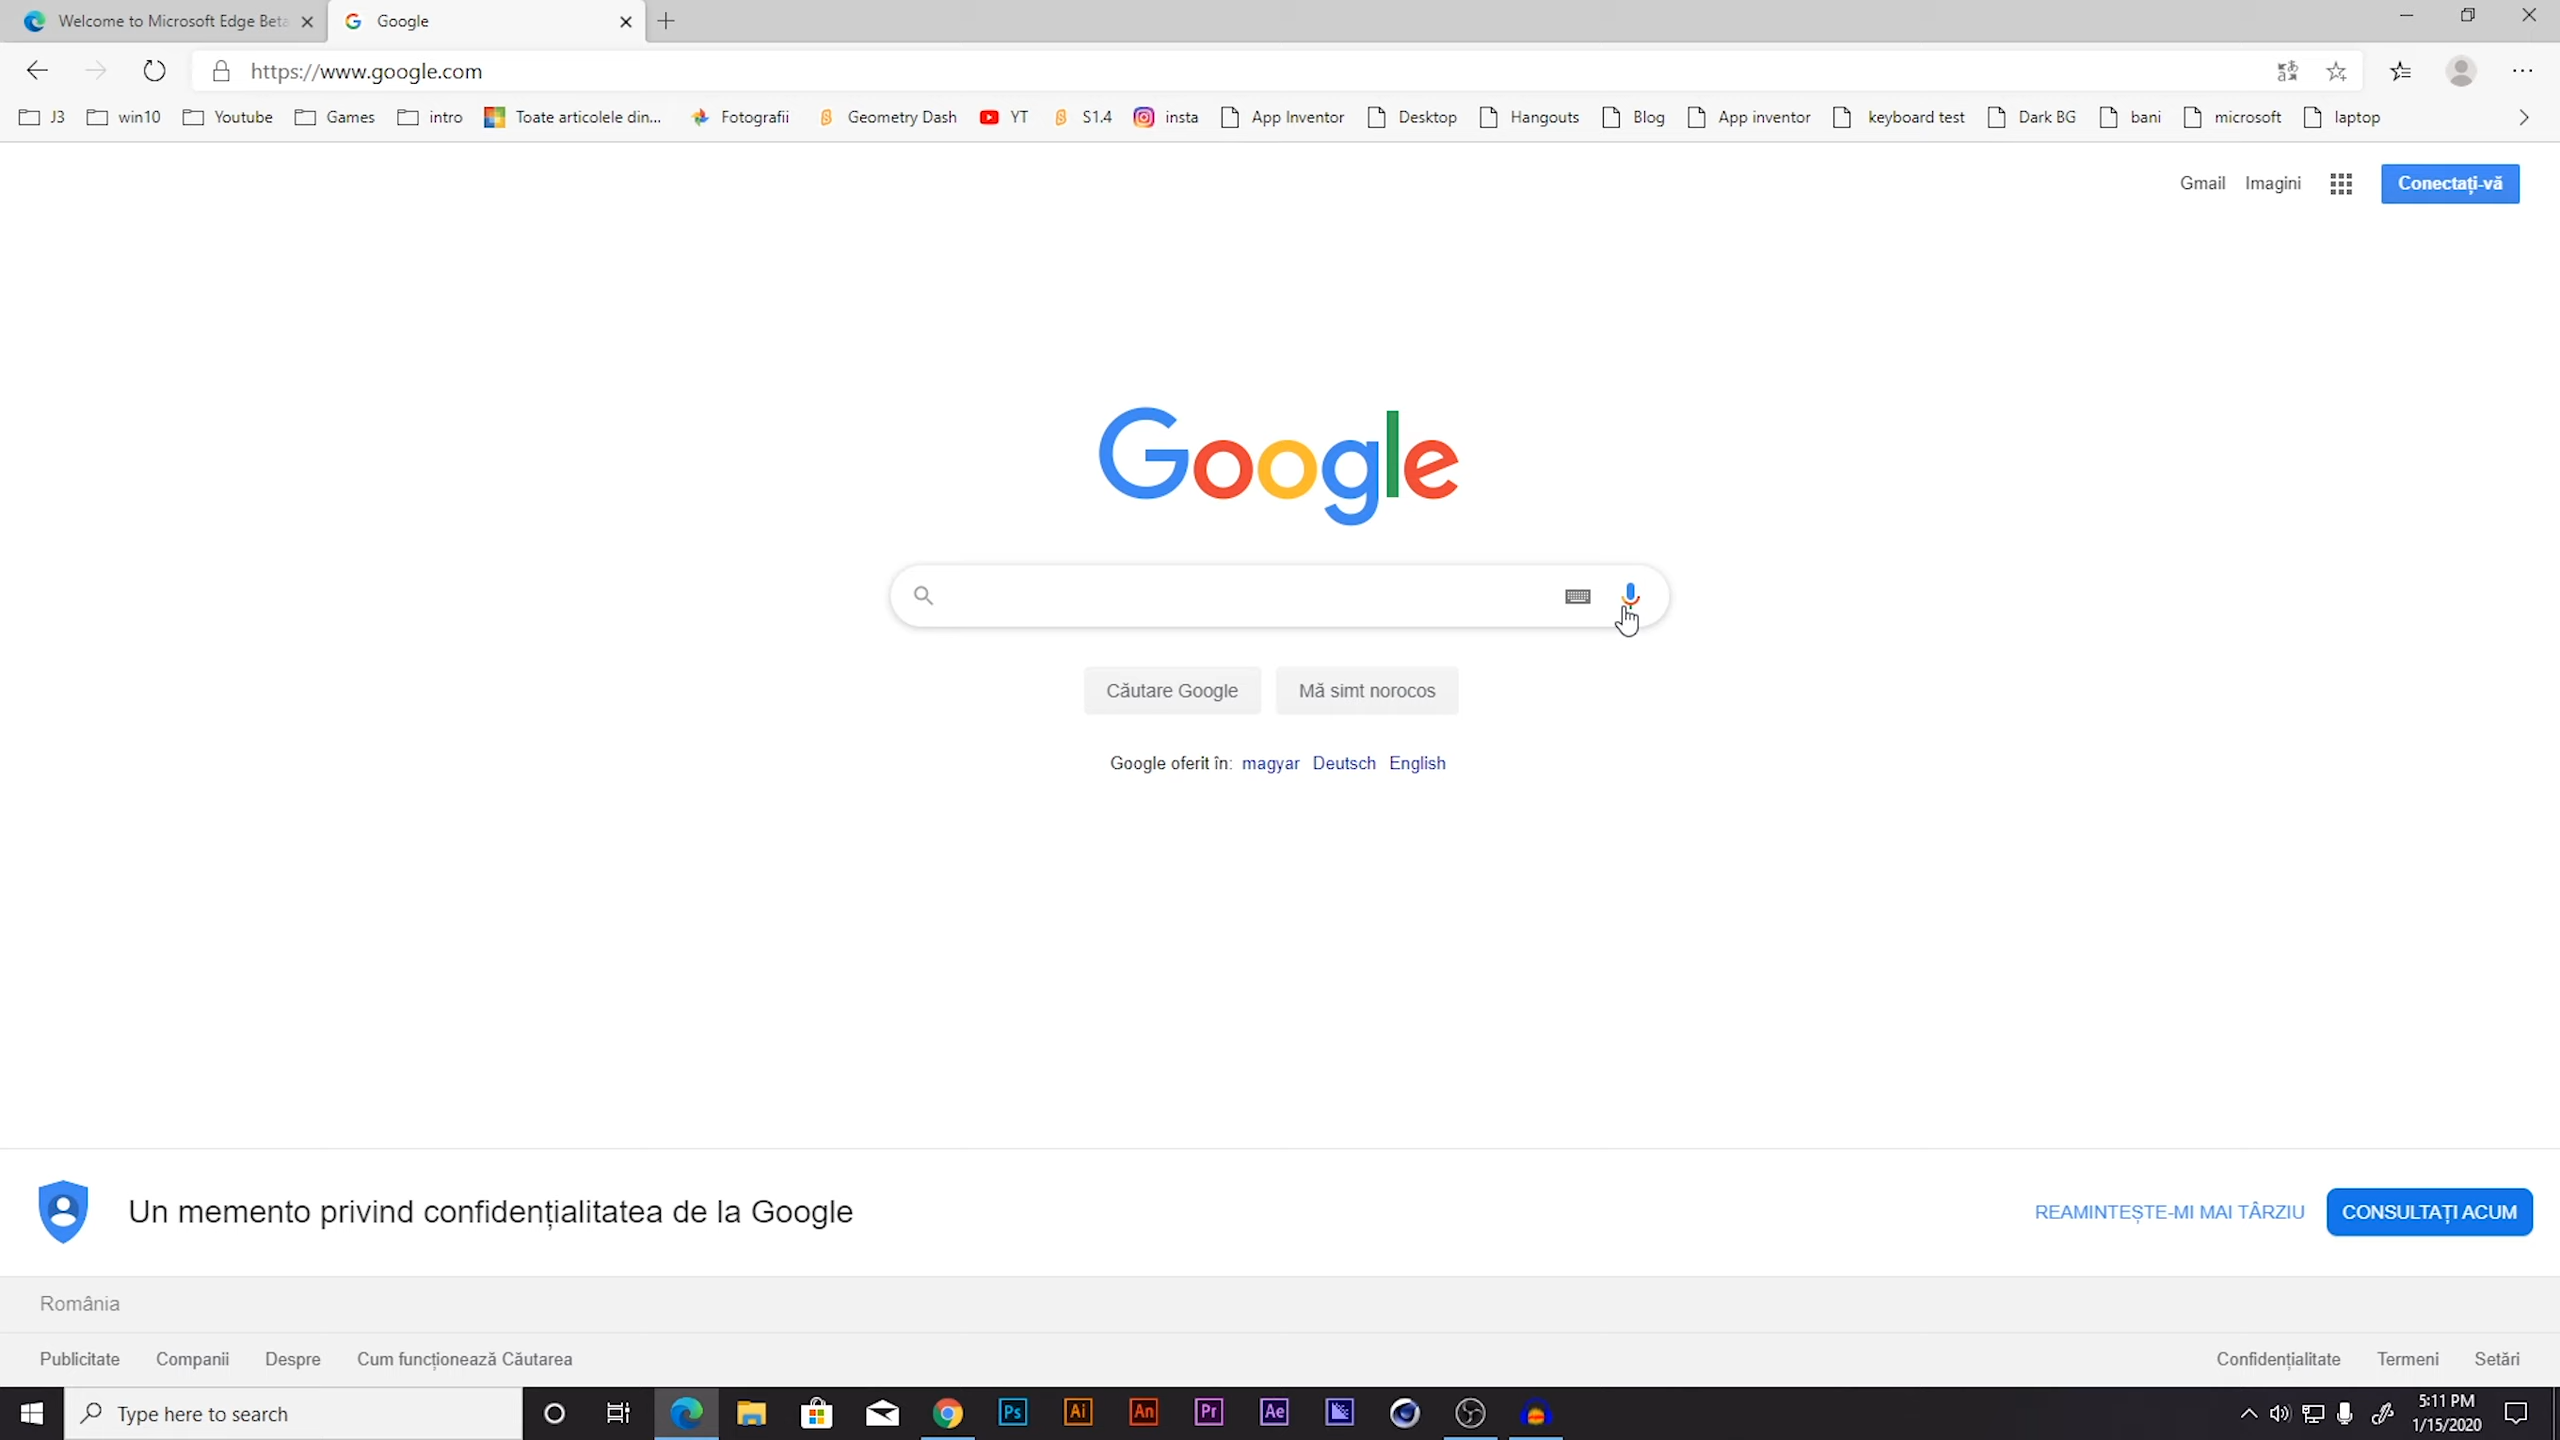 Welcome to Microsoft Edge Beta
Google
https://www.google.com
J3 win10 Youtube Games intro Toate articolele din... Fotografii Geometry Dash YT S1.4 insta App Inventor Desktop Hangouts Blog App inventor keyboard test Dark BG bani microsoft laptop
Gmail Imagini Conectați-vă
Google
Căutare Google Mă simt norocos
Google oferit în: magyar Deutsch English
Un memento privind confidențialitatea de la Google REAMINTEȘTE-MI MAI TÂRZIU CONSULTAȚI ACUM
România
Publicitate Companii Despre Cum funcționează Căutarea Confidențialitate Termeni Setări
Type here to search Ps Ai An Pr Ae 5:11 PM
1/15/2020